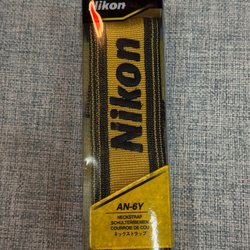 Nikon
Nikon
AN-6Y
NECKSTRAP
SCHULTERRIEMEN
COURROIE DE COU
ネックストラップ